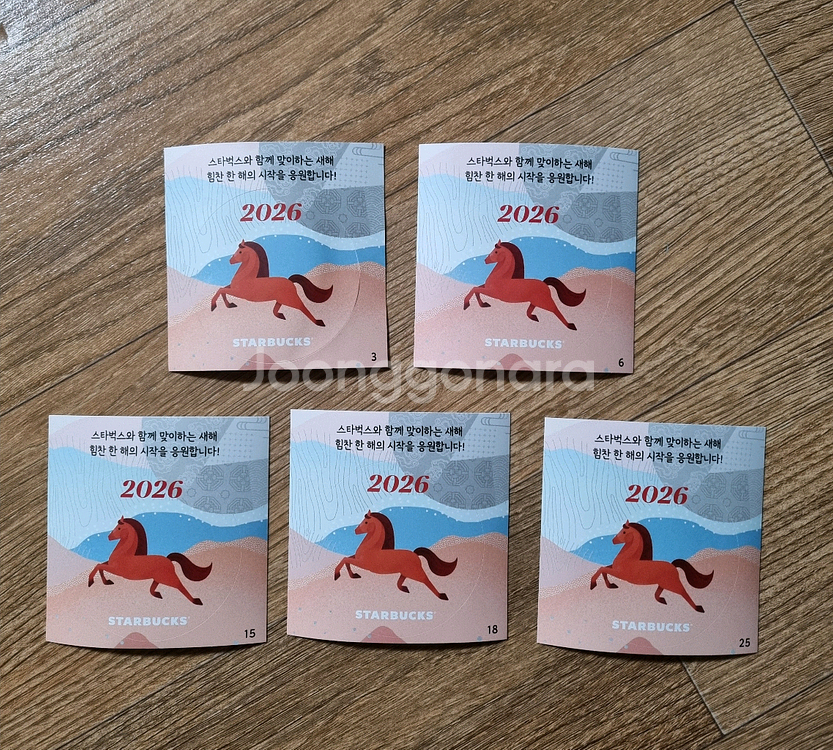 스타벅스와 함께 맞이하는 새해
힘찬 한 해의 시작을 응원합니다!
2026
STARBUCKS
3
스타벅스와 함께 맞이하는 새해
힘찬 한 해의 시작을 응원합니다!
2026
STARBUCKS
6
Joonggonara
스타벅스와 함께 맞이하는 새해
힘찬 한 해의 시작을 응원합니다!
2026
STARBUCKS
15
스타벅스와 함께 맞이하는 새해
힘찬 한 해의 시작을 응원합니다!
2026
STARBUCKS
18
스타벅스와 함께 맞이하는 새해
힘찬 한 해의 시작을 응원합니다!
2026
STARBUCKS
25